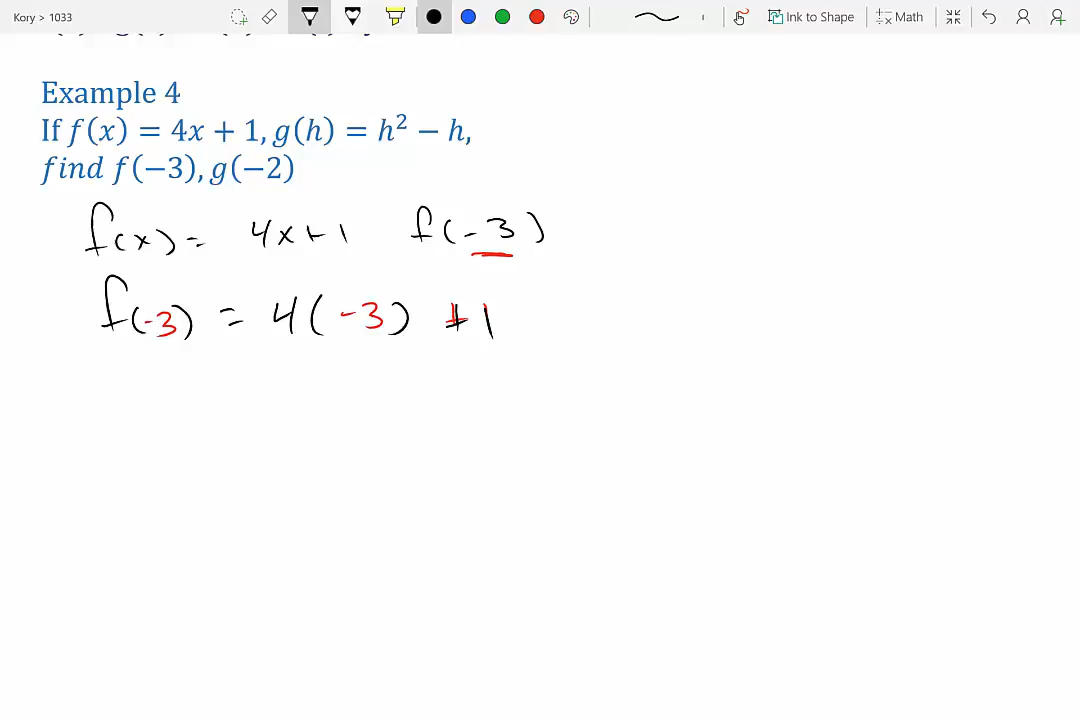 Kory > 1033 Ink to Shape Math
Example 4
If f(x) = 4x + 1, g(h) = h² − h,
find f(−3), g(−2)
f(x) = 4x+1 f(-3)
f(-3) = 4(-3) +1